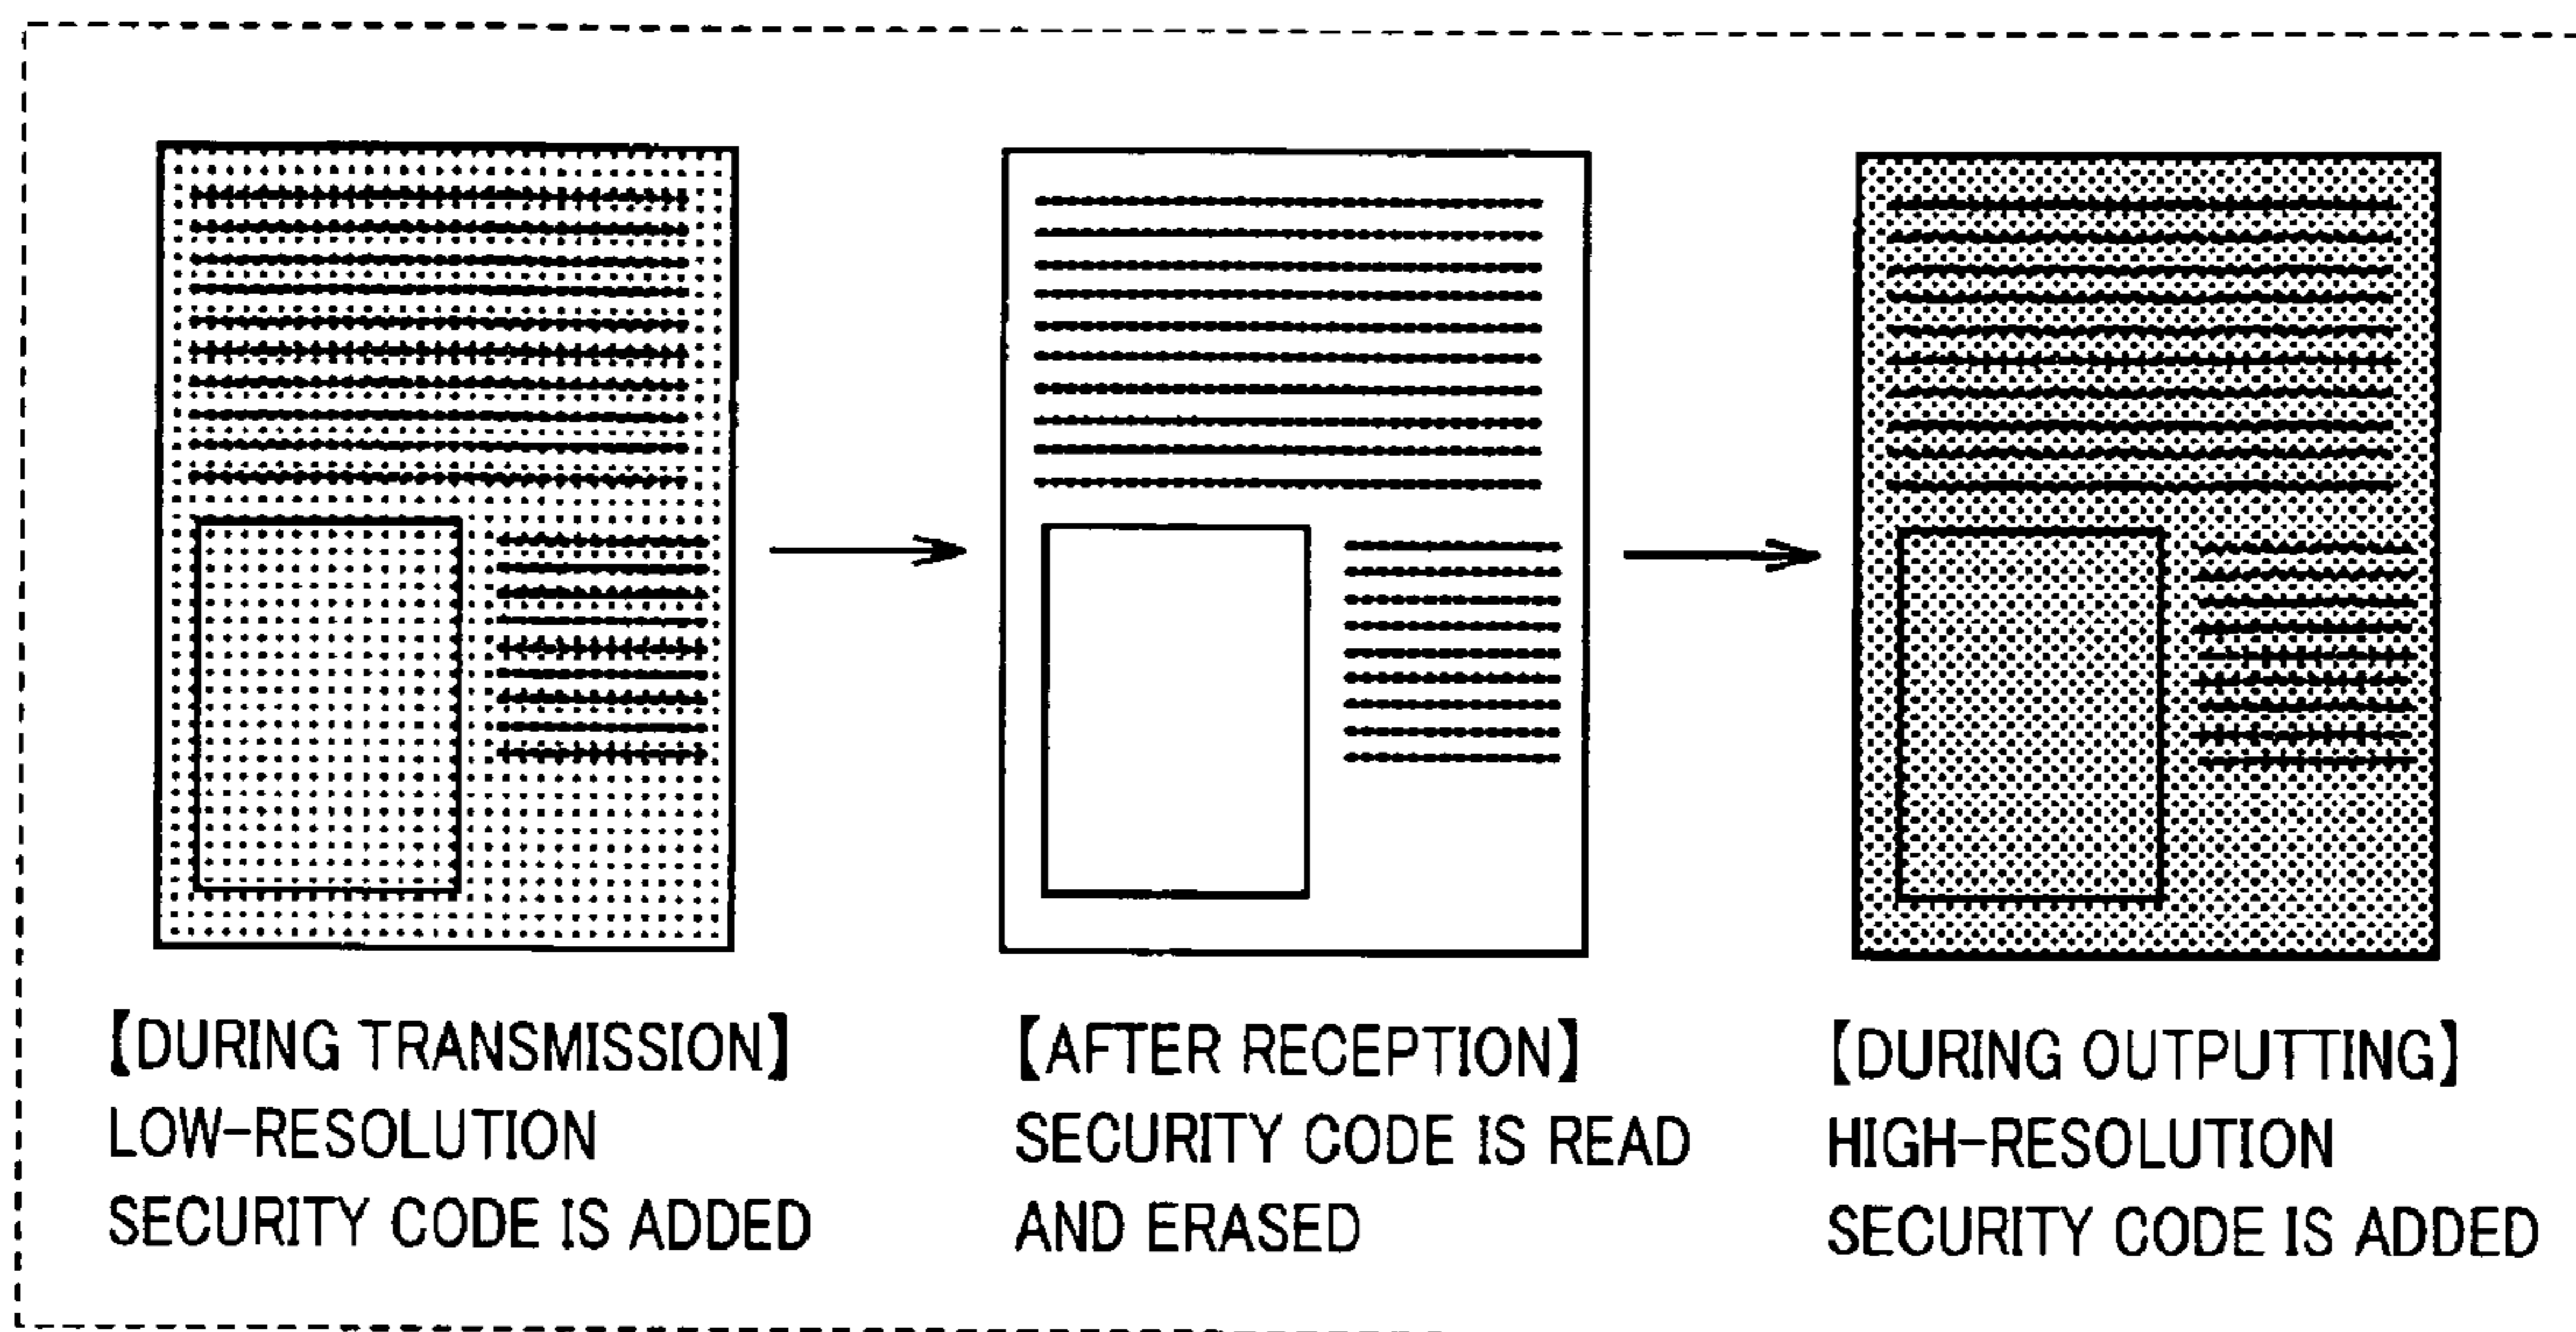 【DURING TRANSMISSION】
LOW-RESOLUTION
SECURITY CODE IS ADDED
【AFTER RECEPTION】
SECURITY CODE IS READ
AND ERASED
【DURING OUTPUTTING】
HIGH-RESOLUTION
SECURITY CODE IS ADDED